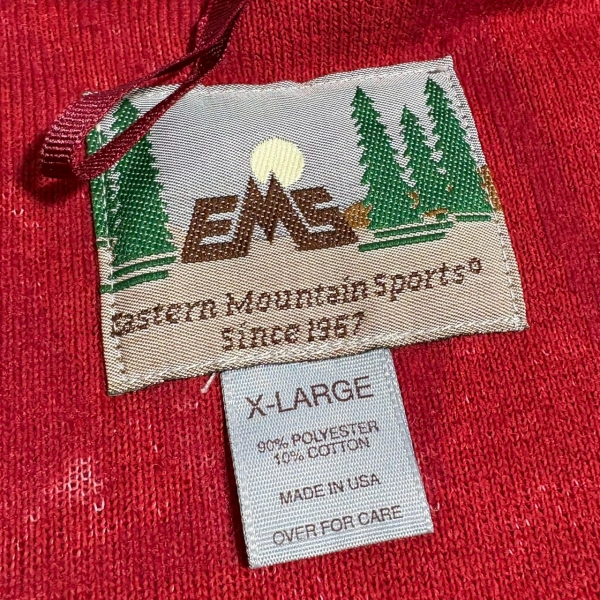 EMS
Eastern Mountain Sports®
Since 1967
X-LARGE
90% POLYESTER
10% COTTON
MADE IN USA
OVER FOR CARE